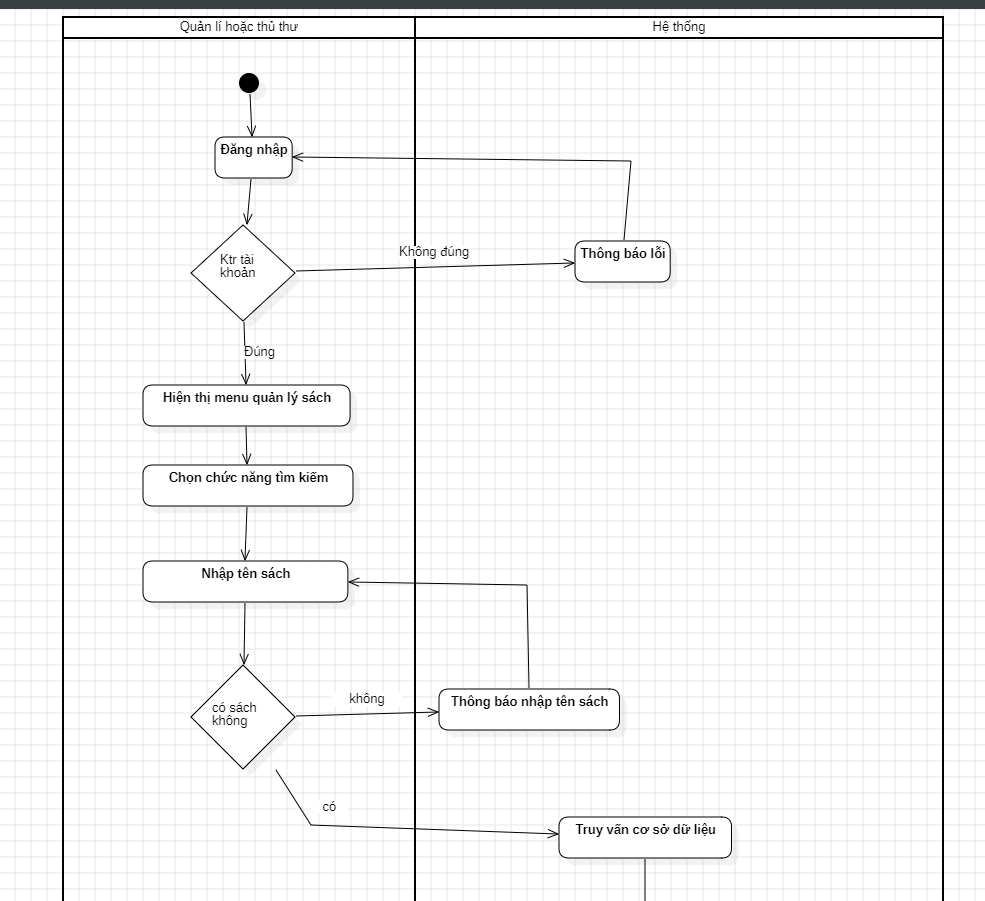 Quản lí hoặc thủ thư
Hệ thống
Đăng nhập
Ktr tài
khoản
Không đúng
Thông báo lỗi
Đúng
Hiện thị menu quản lý sách
Chọn chức năng tìm kiếm
Nhập tên sách
có sách
không
không
Thông báo nhập tên sách
có
Truy vấn cơ sở dữ liệu